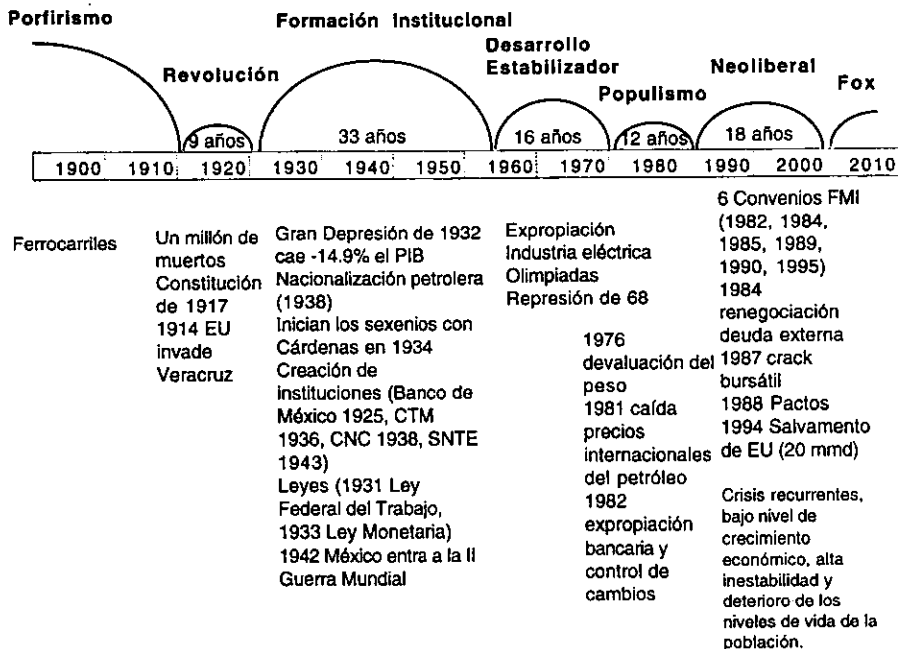 Porfirismo
Revolución
Formación Institucional
Desarrollo
Estabilizador
Populismo
Neoliberal
Fox
9 años
33 años
16 años
12 años
18 años
1900 1910 1920 1930 1940 1950 1960 1970 1980 1990 2000 2010
Ferrocarriles
Un millón de
muertos
Constitución
de 1917
1914 EU
invade
Veracruz
Gran Depresión de 1932
cae -14.9% el PIB
Nacionalización petrolera
(1938)
Inician los sexenios con
Cárdenas en 1934
Creación de
instituciones (Banco de
México 1925, CTM
1936, CNC 1938, SNTE
1943)
Leyes (1931 Ley
Federal del Trabajo,
1933 Ley Monetaria)
1942 México entra a la II
Guerra Mundial
Expropiación
Industria eléctrica
Olimpiadas
Represión de 68
1976
devaluación del
peso
1981 caída
precios
internacionales
del petróleo
1982
expropiación
bancaria y
control de
cambios
6 Convenios FMI
(1982, 1984,
1985, 1989,
1990, 1995)
1984
renegociación
deuda externa
1987 crack
bursátil
1988 Pactos
1994 Salvamento
de EU (20 mmd)
Crisis recurrentes,
bajo nivel de
crecimiento
económico, alta
inestabilidad y
deterioro de los
niveles de vida de la
población.